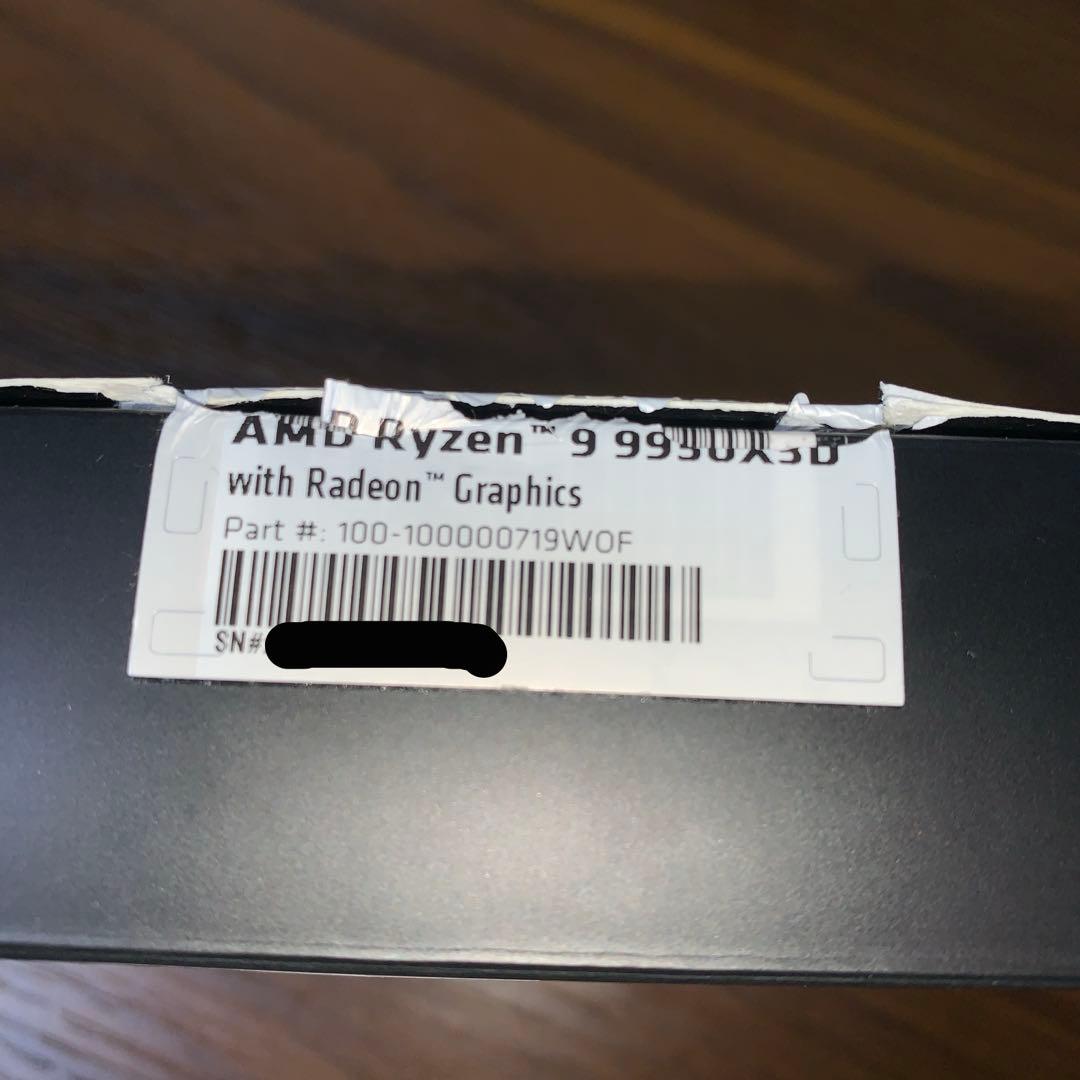 AMD Ryzen™ 9 9950X3D
with Radeon™ Graphics
Part #: 100-100000719WOF
SN#: